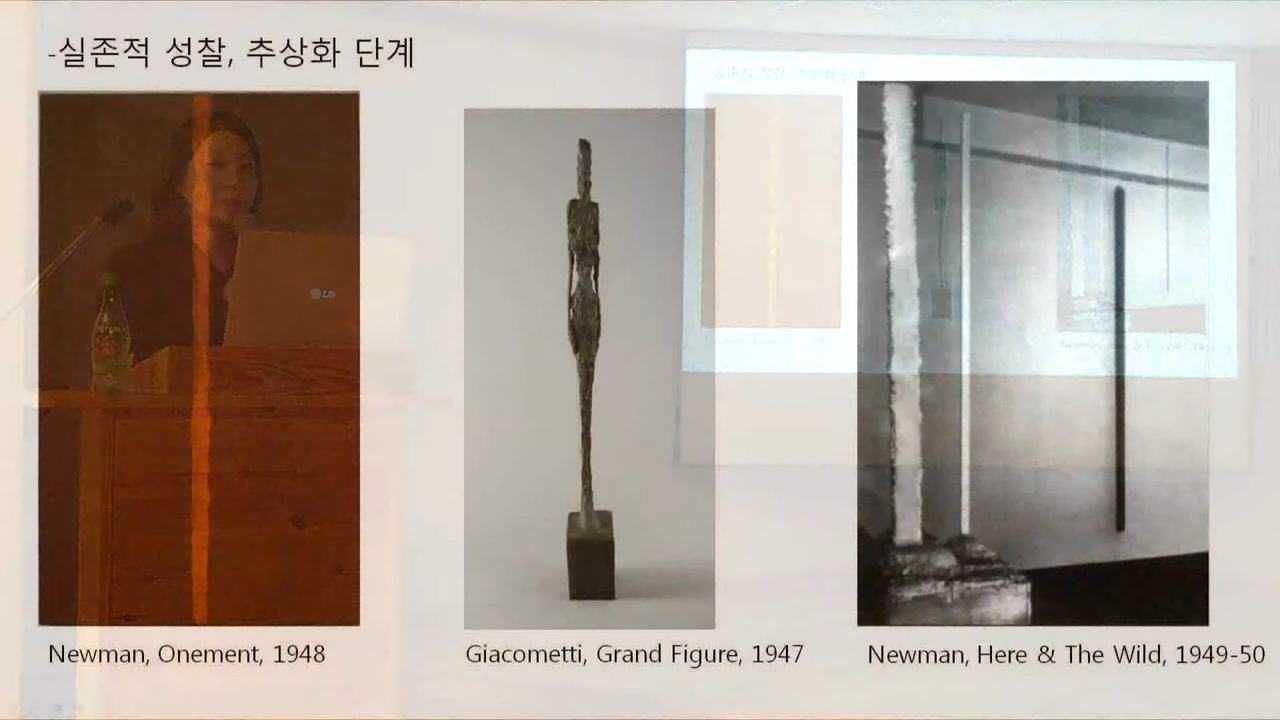 -실존적 성찰, 추상화 단계
LG
Newman, Onement, 1948
Giacometti, Grand Figure, 1947
Newman, Here & The Wild, 1949-50